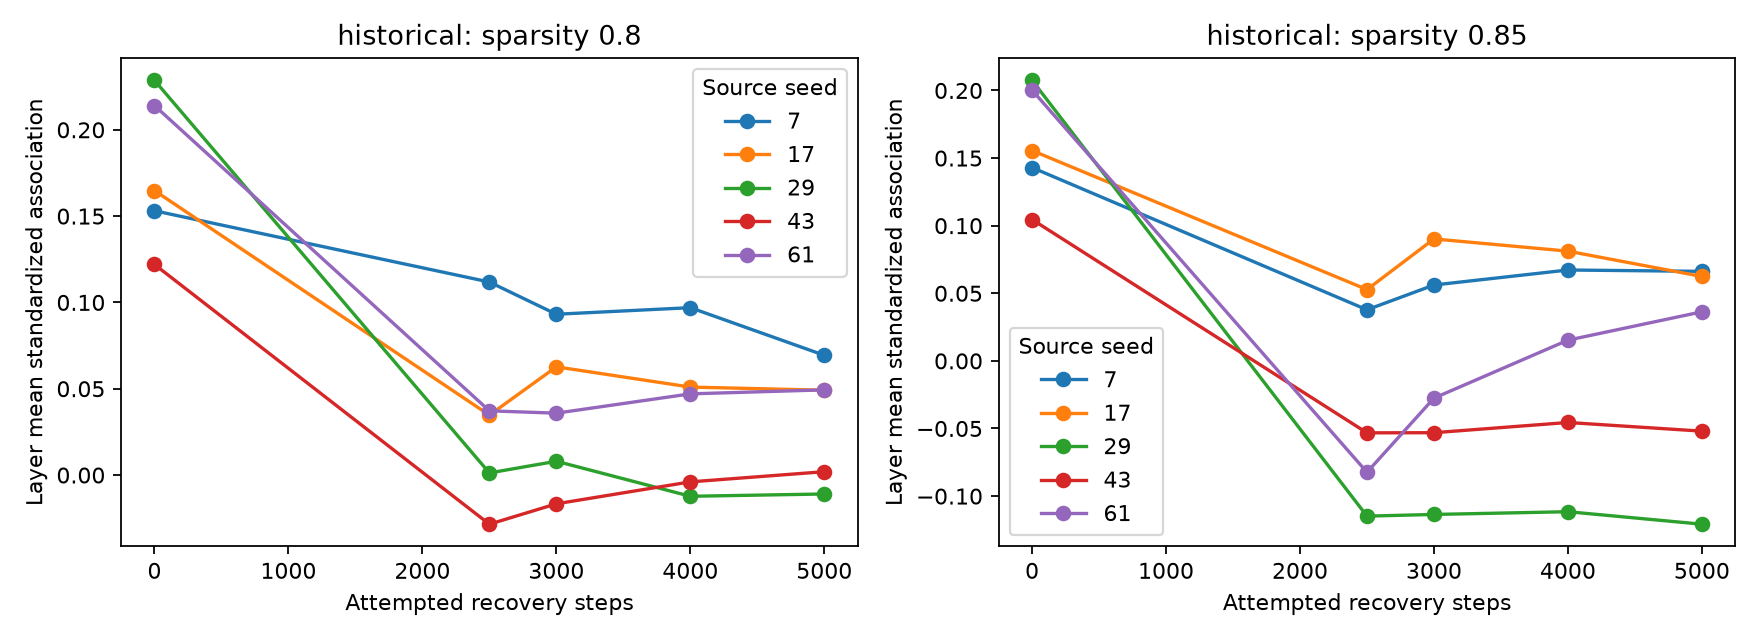 historical: sparsity 0.8
Layer mean standardized association
0.20
0.15
0.10
0.05
0.00
Source seed
7
17
29
43
61
0 1000 2000 3000 4000 5000
Attempted recovery steps
historical: sparsity 0.85
Layer mean standardized association
0.20
0.15
0.10
0.05
0.00
−0.05
−0.10
Source seed
7
17
29
43
61
0 1000 2000 3000 4000 5000
Attempted recovery steps